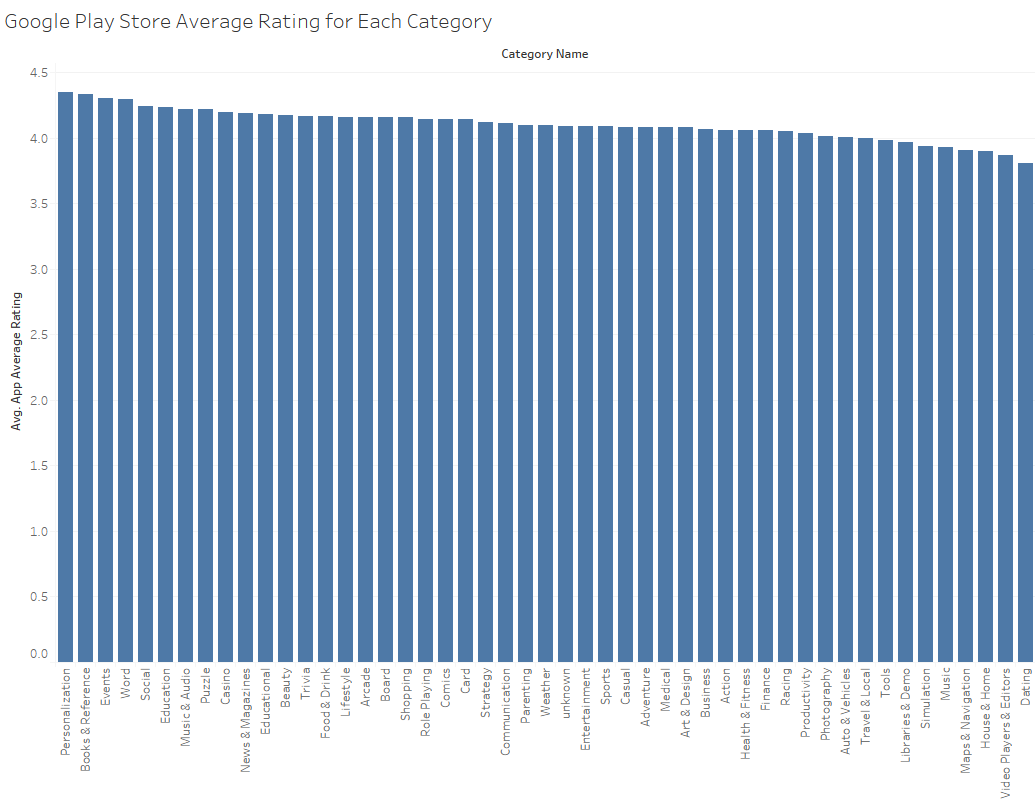 Google Play Store Average Rating for Each Category
Category Name
4.5
4.0
3.5
3.0
2.5
2.0
1.5
1.0
0.5
0.0
Avg. App Average Rating
Personalization
Books & Reference
Events
Word
Social
Education
Music & Audio
Puzzle
Casino
News & Magazines
Educational
Beauty
Trivia
Food & Drink
Lifestyle
Arcade
Board
Shopping
Role Playing
Comics
Card
Strategy
Communication
Parenting
Weather
unknown
Entertainment
Sports
Casual
Adventure
Medical
Art & Design
Business
Action
Health & Fitness
Finance
Racing
Productivity
Photography
Auto & Vehicles
Travel & Local
Tools
Libraries & Demo
Simulation
Music
Maps & Navigation
House & Home
Video Players & Editors
Dating